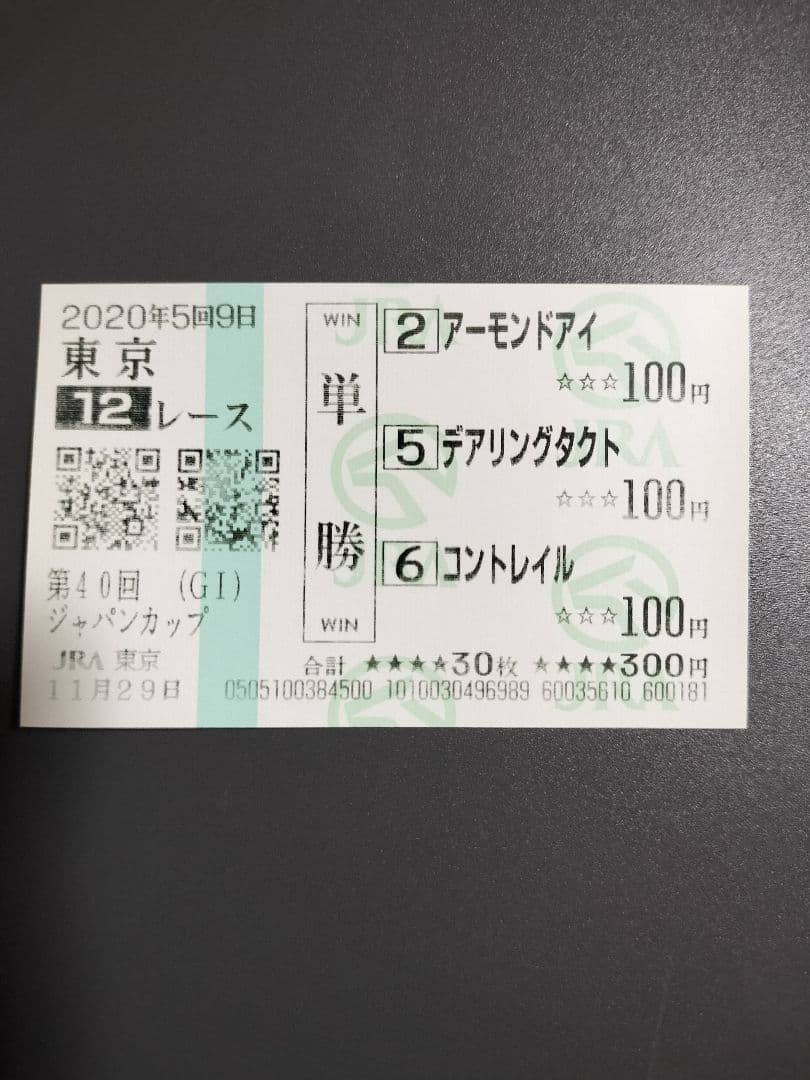 2020年5回9日
東京
12レース
第40回 (GI)
ジャパンカップ
JRA 東京
11月29日
WIN
単勝
WIN
2 アーモンドアイ
☆☆☆100円
5 デアリングタクト
☆☆☆100円
6 コントレイル
☆☆☆100円
合計 ★★★★30枚 ★★★★300円
0505100384500 1010030496989 60035610 600181
JRA
JRA
JRA
JRA